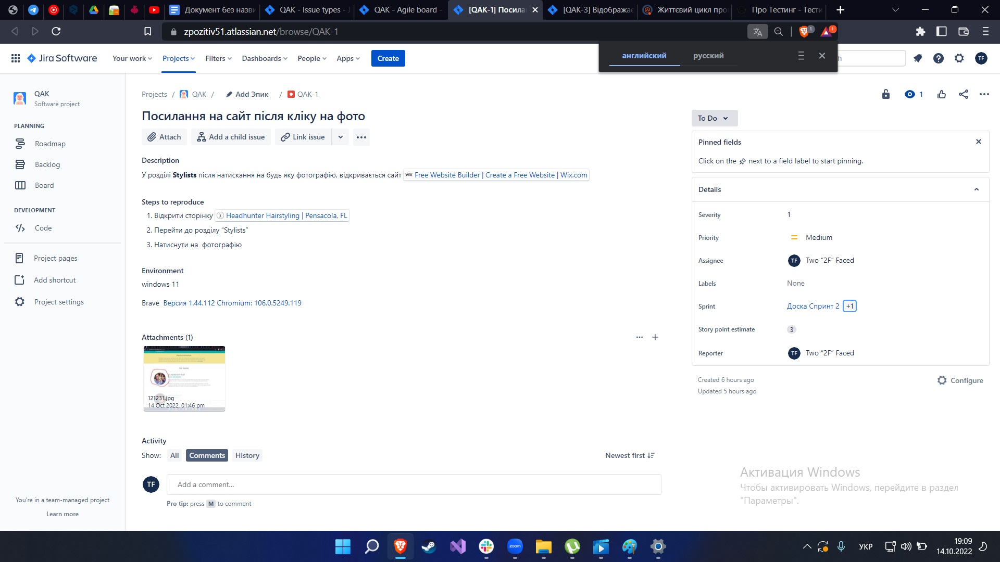 Документ без назви
QAK - Issue types - J
QAK - Agile board -
[QAK-1] Посила
[QAK-3] Відображає
Життєвий цикл про
Про Тестинг - Тести
zpozitiv51.atlassian.net/browse/QAK-1
1
1
английский
русский
Jira Software
Your work
Projects
Filters
Dashboards
People
Apps
Create
h
TF
QAK
Software project
PLANNING
Roadmap
Backlog
Board
DEVELOPMENT
Code
Project pages
Add shortcut
Project settings
You're in a team-managed project
Learn more
Projects / QAK / Add Эпик / QAK-1
1
Посилання на сайт після кліку на фото
Attach
Add a child issue
Link issue
Description
У розділі Stylists після натискання на будь яку фотографію, відкривається сайт WiX Free Website Builder | Create a Free Website | Wix.com
Steps to reproduce
1. Відкрити сторінку Headhunter Hairstyling | Pensacola, FL
2. Перейти до розділу “Stylists”
3. Натиснути на фотографію
Environment
windows 11
Brave Версия 1.44.112 Chromium: 106.0.5249.119
Attachments (1)
121231.jpg
14 Oct 2022, 01:46 pm
Activity
Show: All Comments History
Newest first
TF
Add a comment...
Pro tip: press M to comment
To Do
Pinned fields
Click on the next to a field label to start pinning.
Details
Severity 1
Priority Medium
Assignee TF Two “2F” Faced
Labels None
Sprint Доска Спринт 2 +1
Story point estimate 3
Reporter TF Two “2F” Faced
Created 6 hours ago
Updated 5 hours ago
Configure
Активация Windows
Чтобы активировать Windows, перейдите в раздел
"Параметры".
zoom
УКР
19:09
14.10.2022